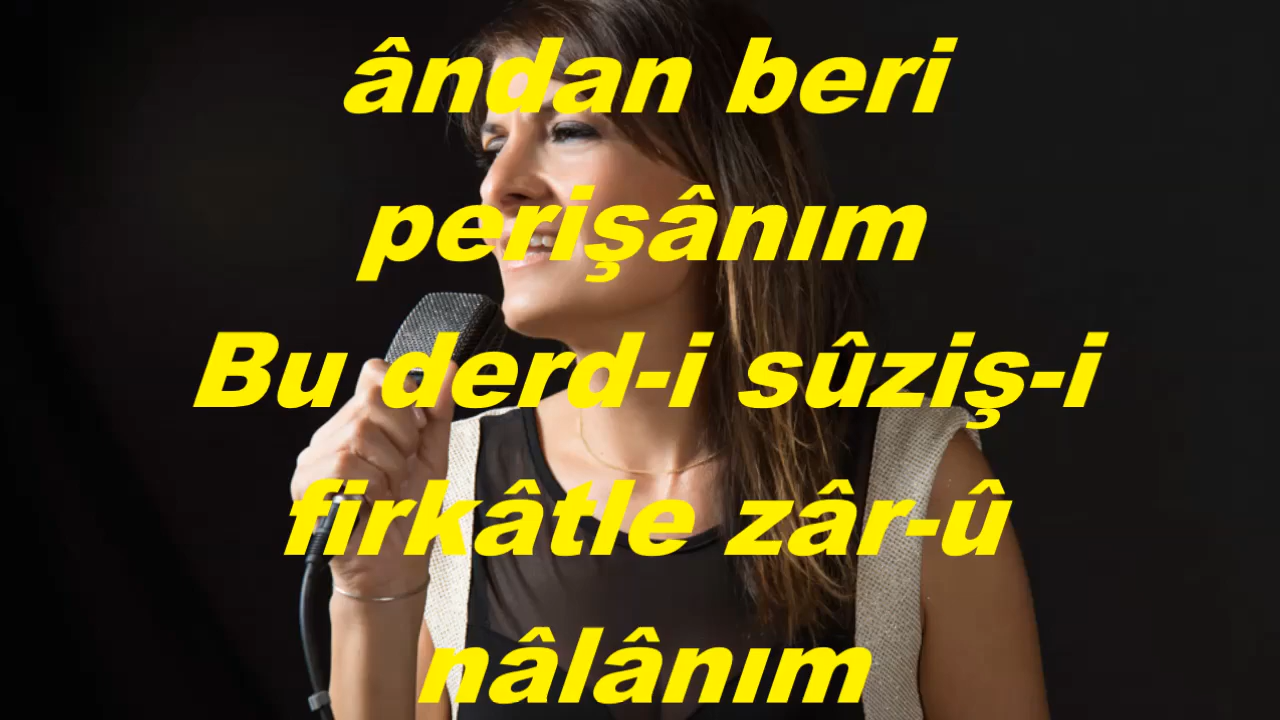 ândan beri
perişânım
Bu derd-i sûziş-i
firkâtle zâr-û
nâlânım